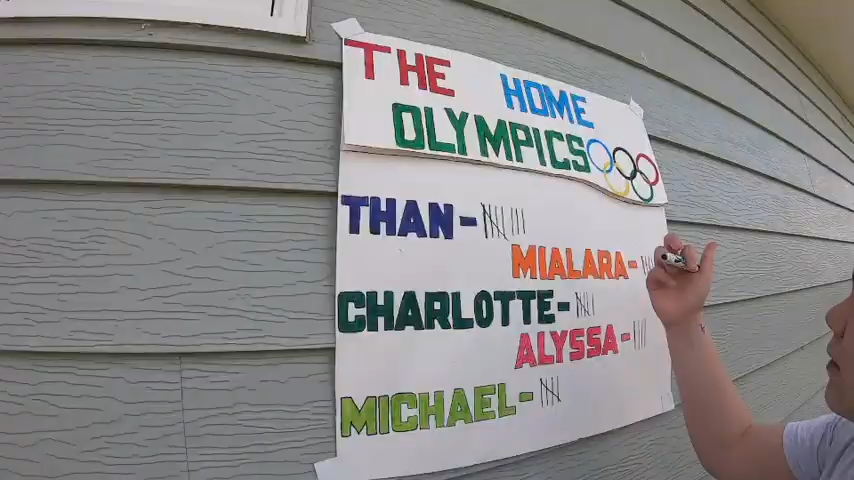 THE HOME
OLYMPICS
THAN-
MIALARA-
CHARLOTTE-
ALYSSA-
MICHAEL-